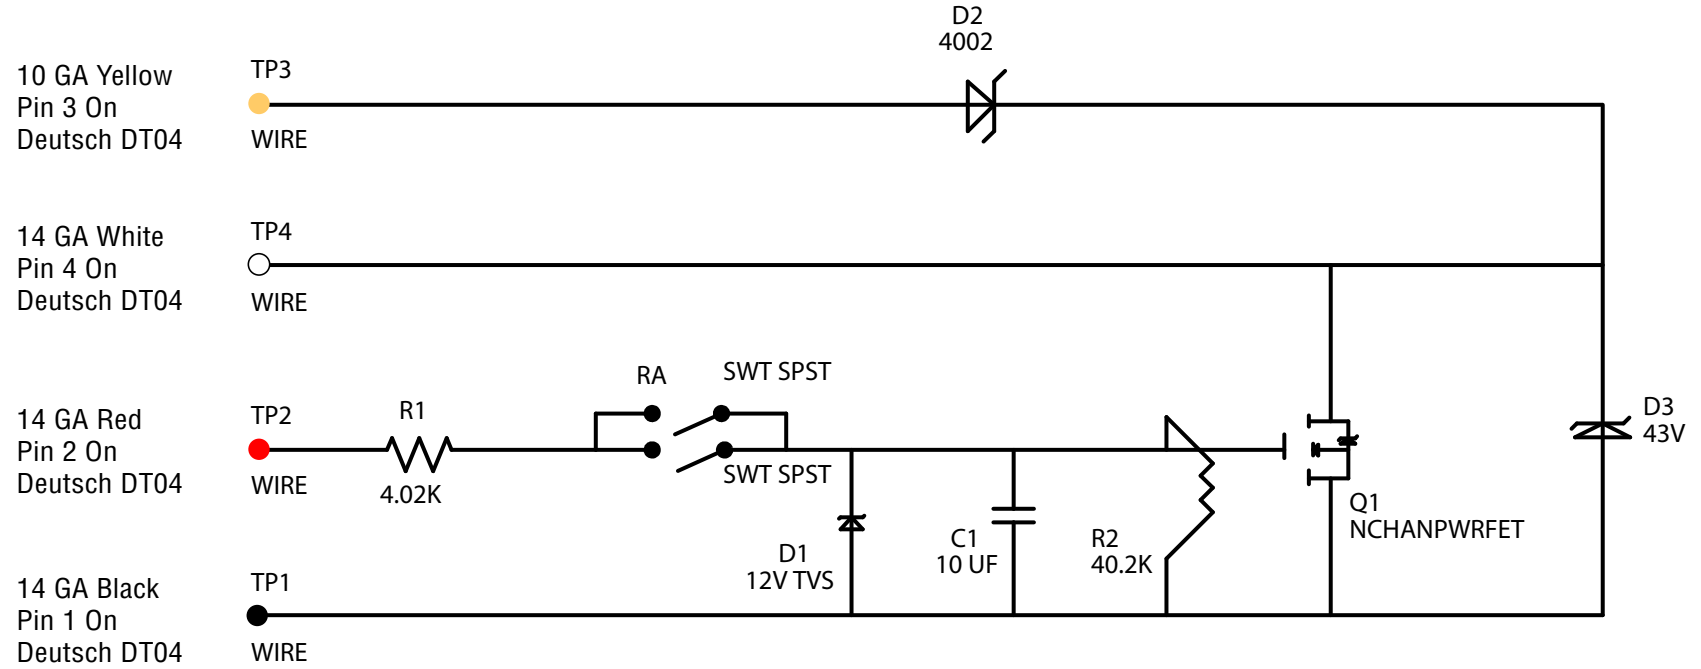 D2
4002
10 GA Yellow
Pin 3 On
Deutsch DT04
TP3
WIRE
14 GA White
Pin 4 On
Deutsch DT04
TP4
WIRE
14 GA Red
Pin 2 On
Deutsch DT04
TP2
WIRE
R1
4.02K
RA
SWT SPST
SWT SPST
D1
12V TVS
C1
10 UF
R2
40.2K
Q1
NCHANPWRFET
D3
43V
14 GA Black
Pin 1 On
Deutsch DT04
TP1
WIRE